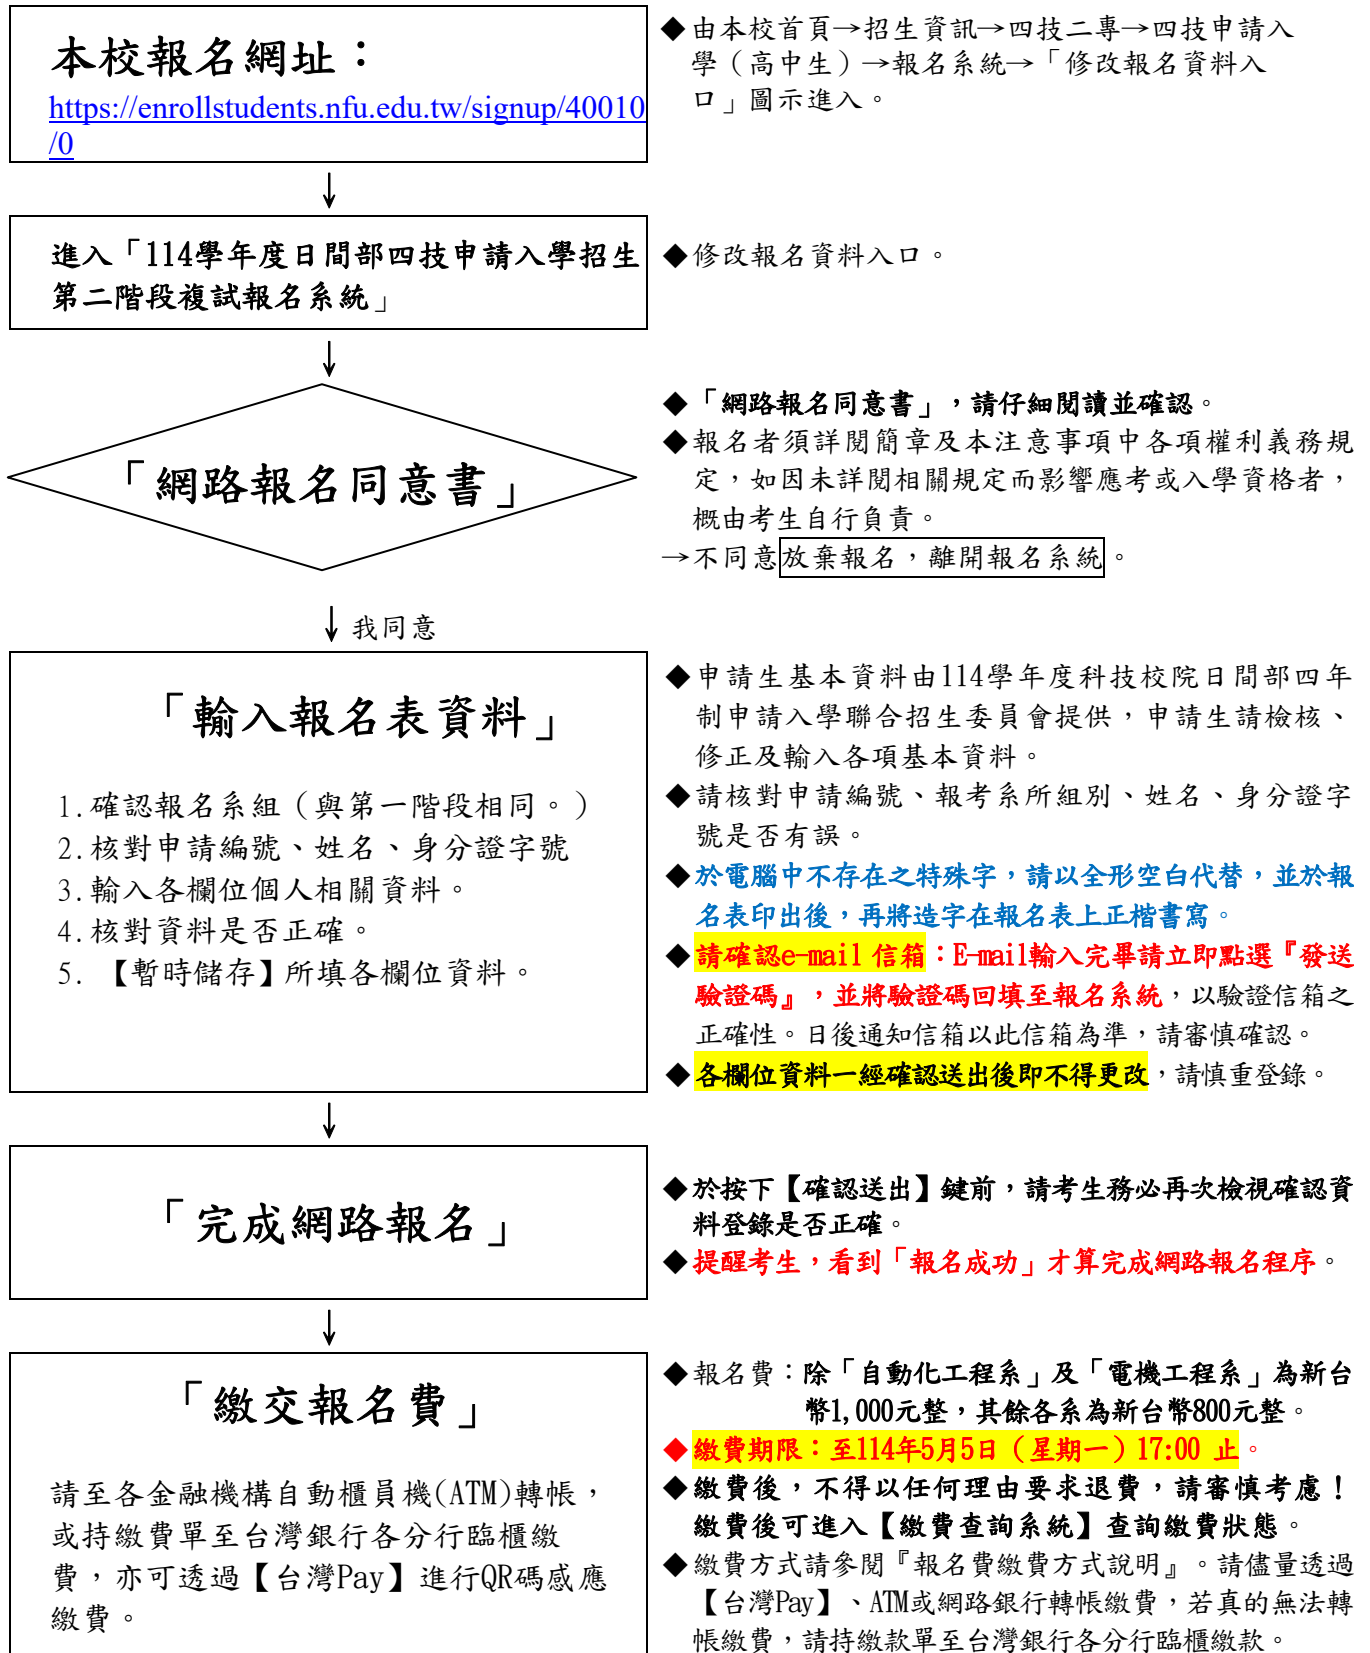 本校報名網址：
https://enrollstudents.nfu.edu.tw/signup/40010
/0
◆由本校首頁→招生資訊→四技二專→四技申請入
學（高中生）→報名系統→「修改報名資料入
口」圖示進入。
↓
進入「114學年度日間部四技申請入學招生
第二階段複試報名系統」
◆修改報名資料入口。
↓
「網路報名同意書」
◆「網路報名同意書」，請仔細閱讀並確認。
◆報名者須詳閱簡章及本注意事項中各項權利義務規
定，如因未詳閱相關規定而影響應考或入學資格者，
概由考生自行負責。
→不同意放棄報名，離開報名系統。
↓我同意
「輸入報名表資料」
1.確認報名系組（與第一階段相同。）
2.核對申請編號、姓名、身分證字號
3.輸入各欄位個人相關資料。
4.核對資料是否正確。
5. 【暫時儲存】所填各欄位資料。
◆申請生基本資料由114學年度科技校院日間部四年
制申請入學聯合招生委員會提供，申請生請檢核、
修正及輸入各項基本資料。
◆請核對申請編號、報考系所組別、姓名、身分證字
號是否有誤。
◆於電腦中不存在之特殊字，請以全形空白代替，並於報
名表印出後，再將造字在報名表上正楷書寫。
◆請確認e-mail 信箱：E-mail輸入完畢請立即點選『發送
驗證碼』，並將驗證碼回填至報名系統，以驗證信箱之
正確性。日後通知信箱以此信箱為準，請審慎確認。
◆各欄位資料一經確認送出後即不得更改，請慎重登錄。
↓
「完成網路報名」
◆於按下【確認送出】鍵前，請考生務必再次檢視確認資
料登錄是否正確。
◆提醒考生，看到「報名成功」才算完成網路報名程序。
↓
「繳交報名費」
請至各金融機構自動櫃員機(ATM)轉帳，
或持繳費單至台灣銀行各分行臨櫃繳
費，亦可透過【台灣Pay】進行QR碼感應
繳費。
◆報名費：除「自動化工程系」及「電機工程系」為新台
幣1,000元整，其餘各系為新台幣800元整。
◆繳費期限：至114年5月5日（星期一）17:00 止。
◆繳費後，不得以任何理由要求退費，請審慎考慮！
繳費後可進入【繳費查詢系統】查詢繳費狀態。
◆繳費方式請參閱『報名費繳費方式說明』。請儘量透過
【台灣Pay】、ATM或網路銀行轉帳繳費，若真的無法轉
帳繳費，請持繳款單至台灣銀行各分行臨櫃繳款。